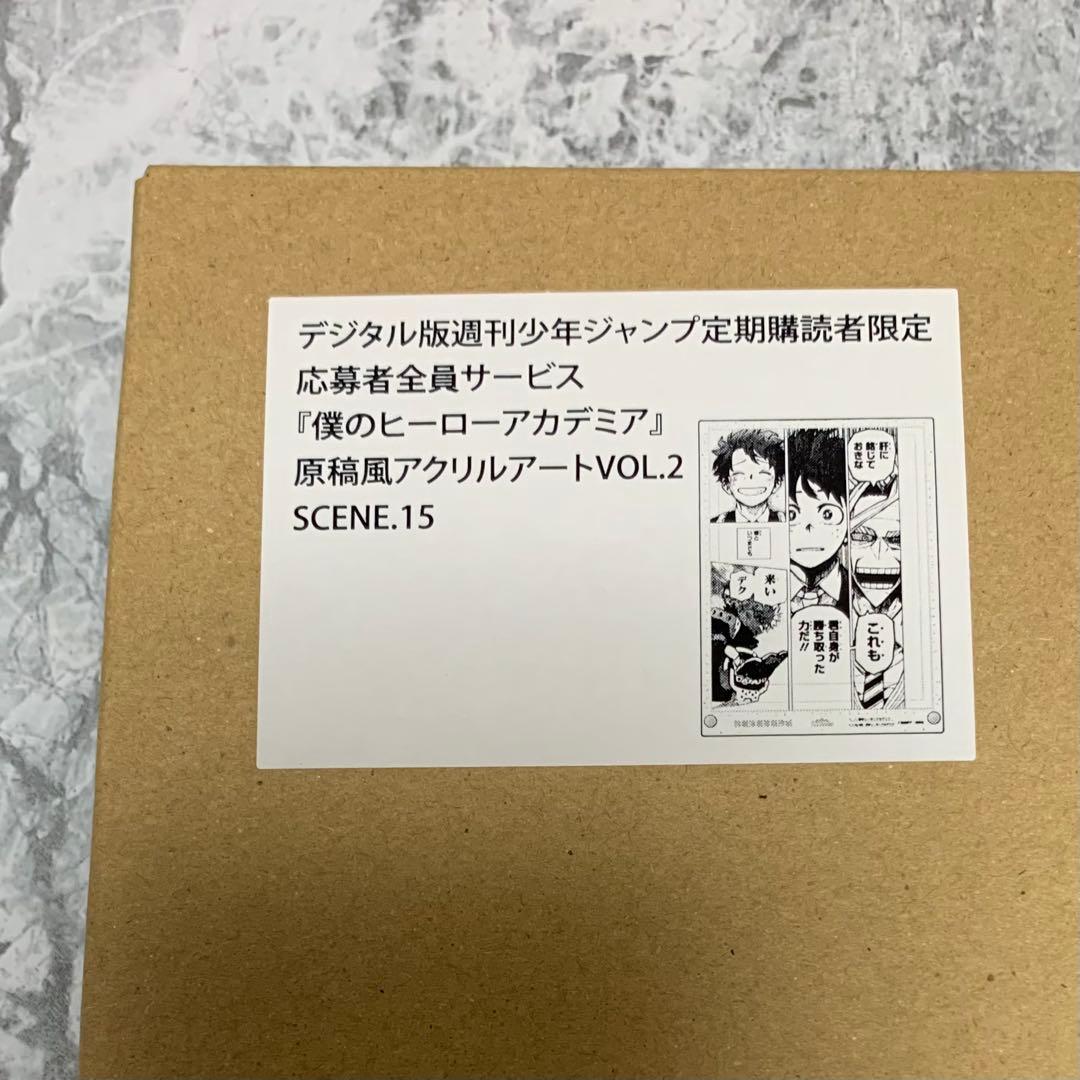 デジタル版週刊少年ジャンプ定期購読者限定
応募者全員サービス
『僕のヒーローアカデミア』
原稿風アクリルアートVOL.2
SCENE.15
肝に
銘じて
おきな
これも
君自身が
勝ち取った
力だ!!
来い
デク